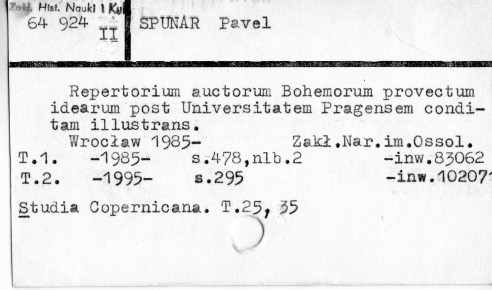 Zakł. Hist. Nauki i Kul
64 924
II
SPUNAR Pavel
Repertorium auctorum Bohemorum provectum
idearum post Universitatem Pragensem condi-
tam illustrans.
Wrocław 1985- Zakł.Nar.im.Ossol.
T.1. -1985- s.478,nlb.2 -inw.83062
T.2. -1995- s.295 -inw.102071
Studia Copernicana. T.25, 35